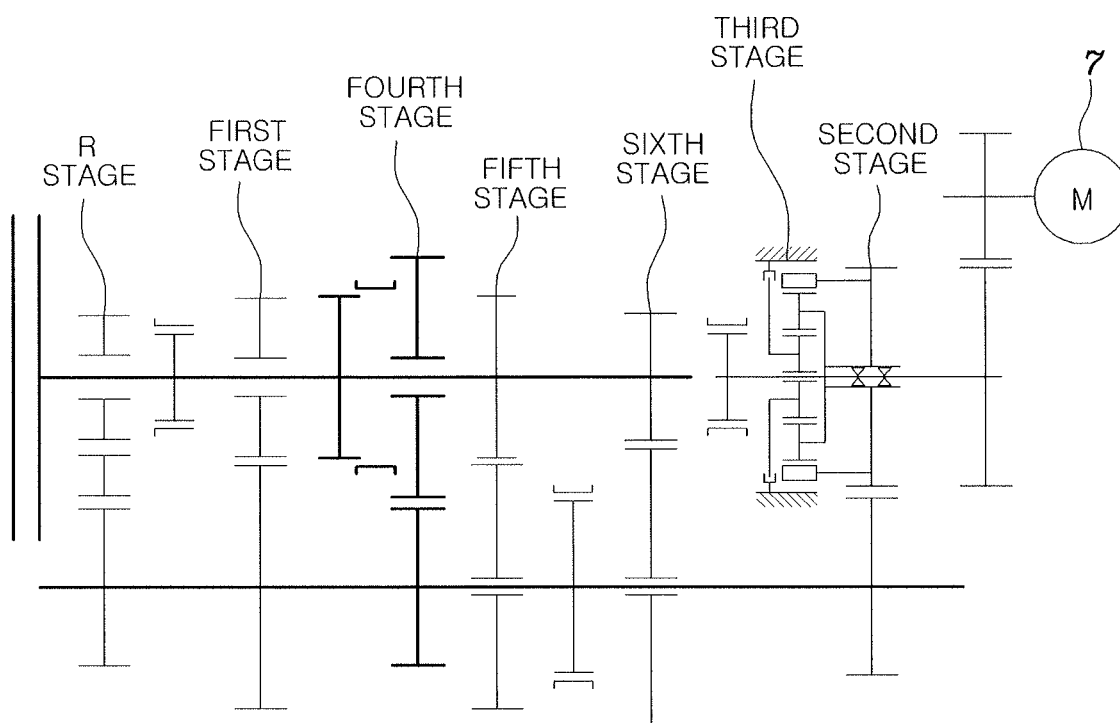 R
STAGE
FIRST
STAGE
FOURTH
STAGE
FIFTH
STAGE
SIXTH
STAGE
THIRD
STAGE
SECOND
STAGE
7
M